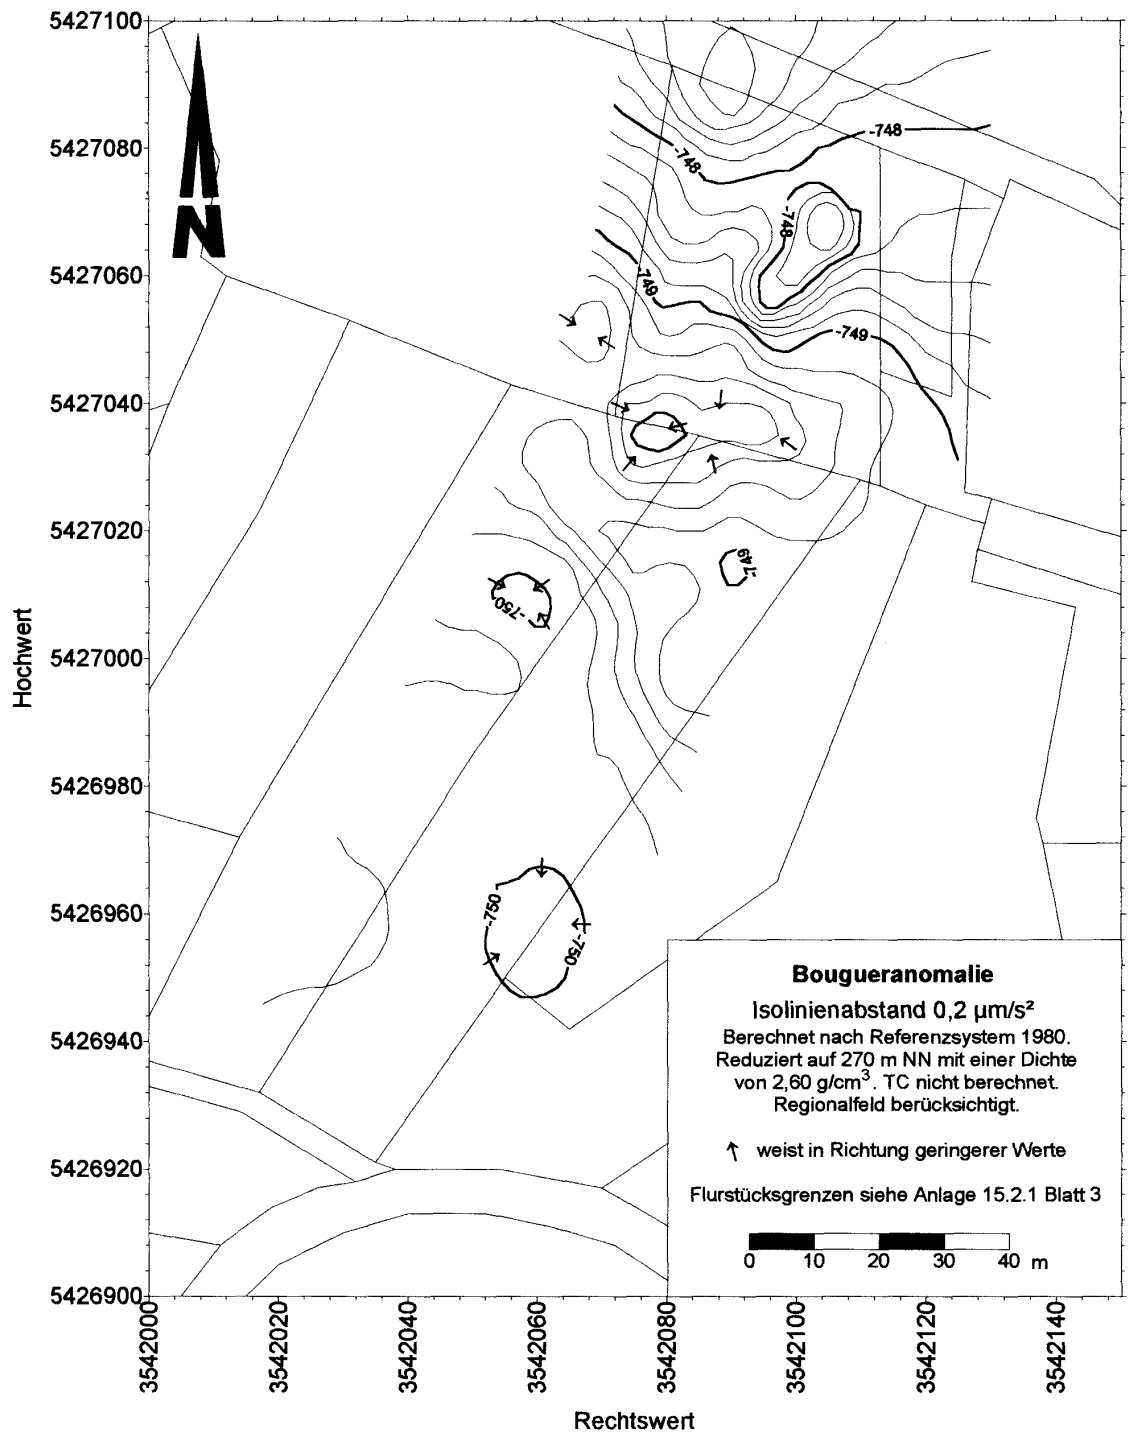 5427100
5427080
5427060
5427040
5427020
5427000
5426980
5426960
5426940
5426920
5426900
Hochwert
N
-748
-748
-748
-749
-749
-749
-750
-750
-750
Bougueranomalie
Isolinienabstand 0,2 µm/s²
Berechnet nach Referenzsystem 1980.
Reduziert auf 270 m NN mit einer Dichte
von 2,60 g/cm³. TC nicht berechnet.
Regionalfeld berücksichtigt.
weist in Richtung geringerer Werte
Flurstücksgrenzen siehe Anlage 15.2.1 Blatt 3
0 10 20 30 40 m
3542000 3542020 3542040 3542060 3542080 3542100 3542120 3542140
Rechtswert